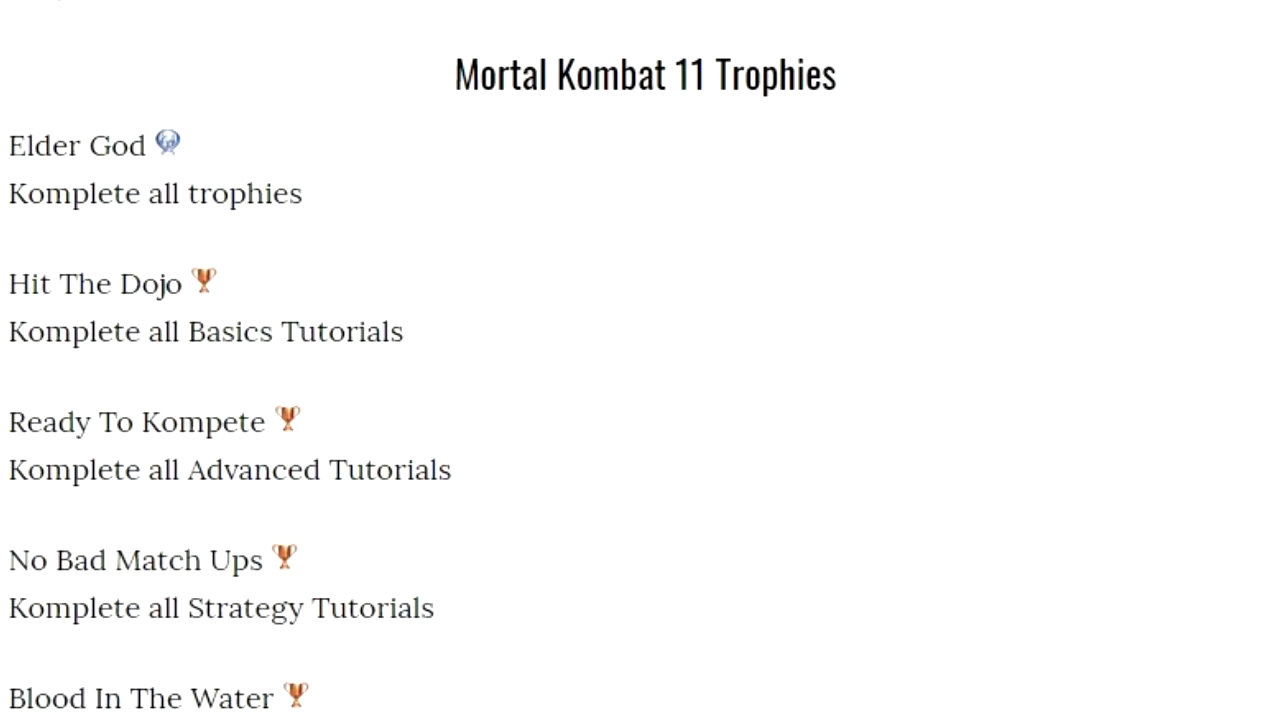 Mortal Kombat 11 Trophies
Elder God
Komplete all trophies
Hit The Dojo
Komplete all Basics Tutorials
Ready To Kompete
Komplete all Advanced Tutorials
No Bad Match Ups
Komplete all Strategy Tutorials
Blood In The Water